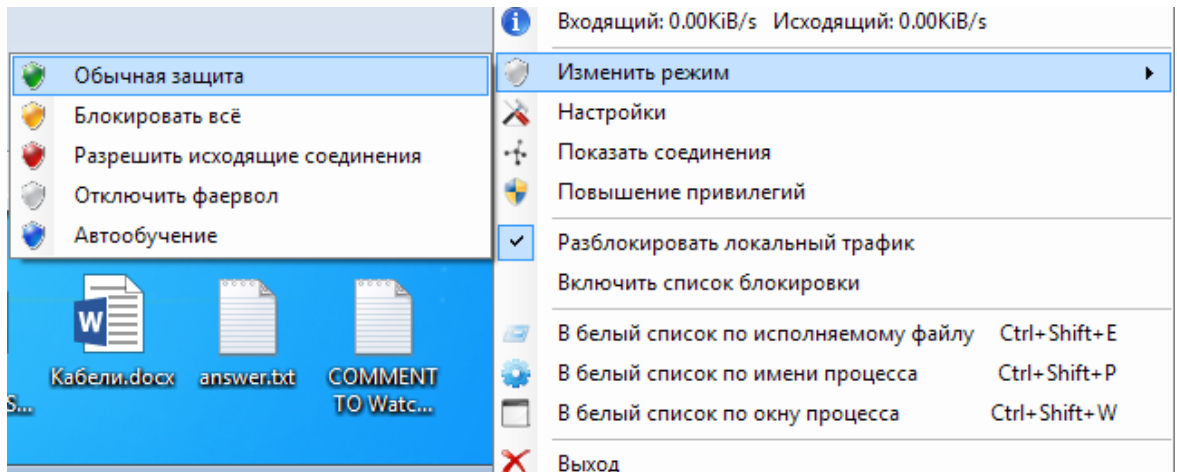 Входящий: 0.00KiB/s Исходящий: 0.00KiB/s
Изменить режим
Настройки
Показать соединения
Повышение привилегий
Разблокировать локальный трафик
Включить список блокировки
В белый список по исполняемому файлу Ctrl+Shift+E
В белый список по имени процесса Ctrl+Shift+P
В белый список по окну процесса Ctrl+Shift+W
Выход
Обычная защита
Блокировать всё
Разрешить исходящие соединения
Отключить фаервол
Автообучение
Кабели.docx
answer.txt
COMMENT
TO Watc...
S...